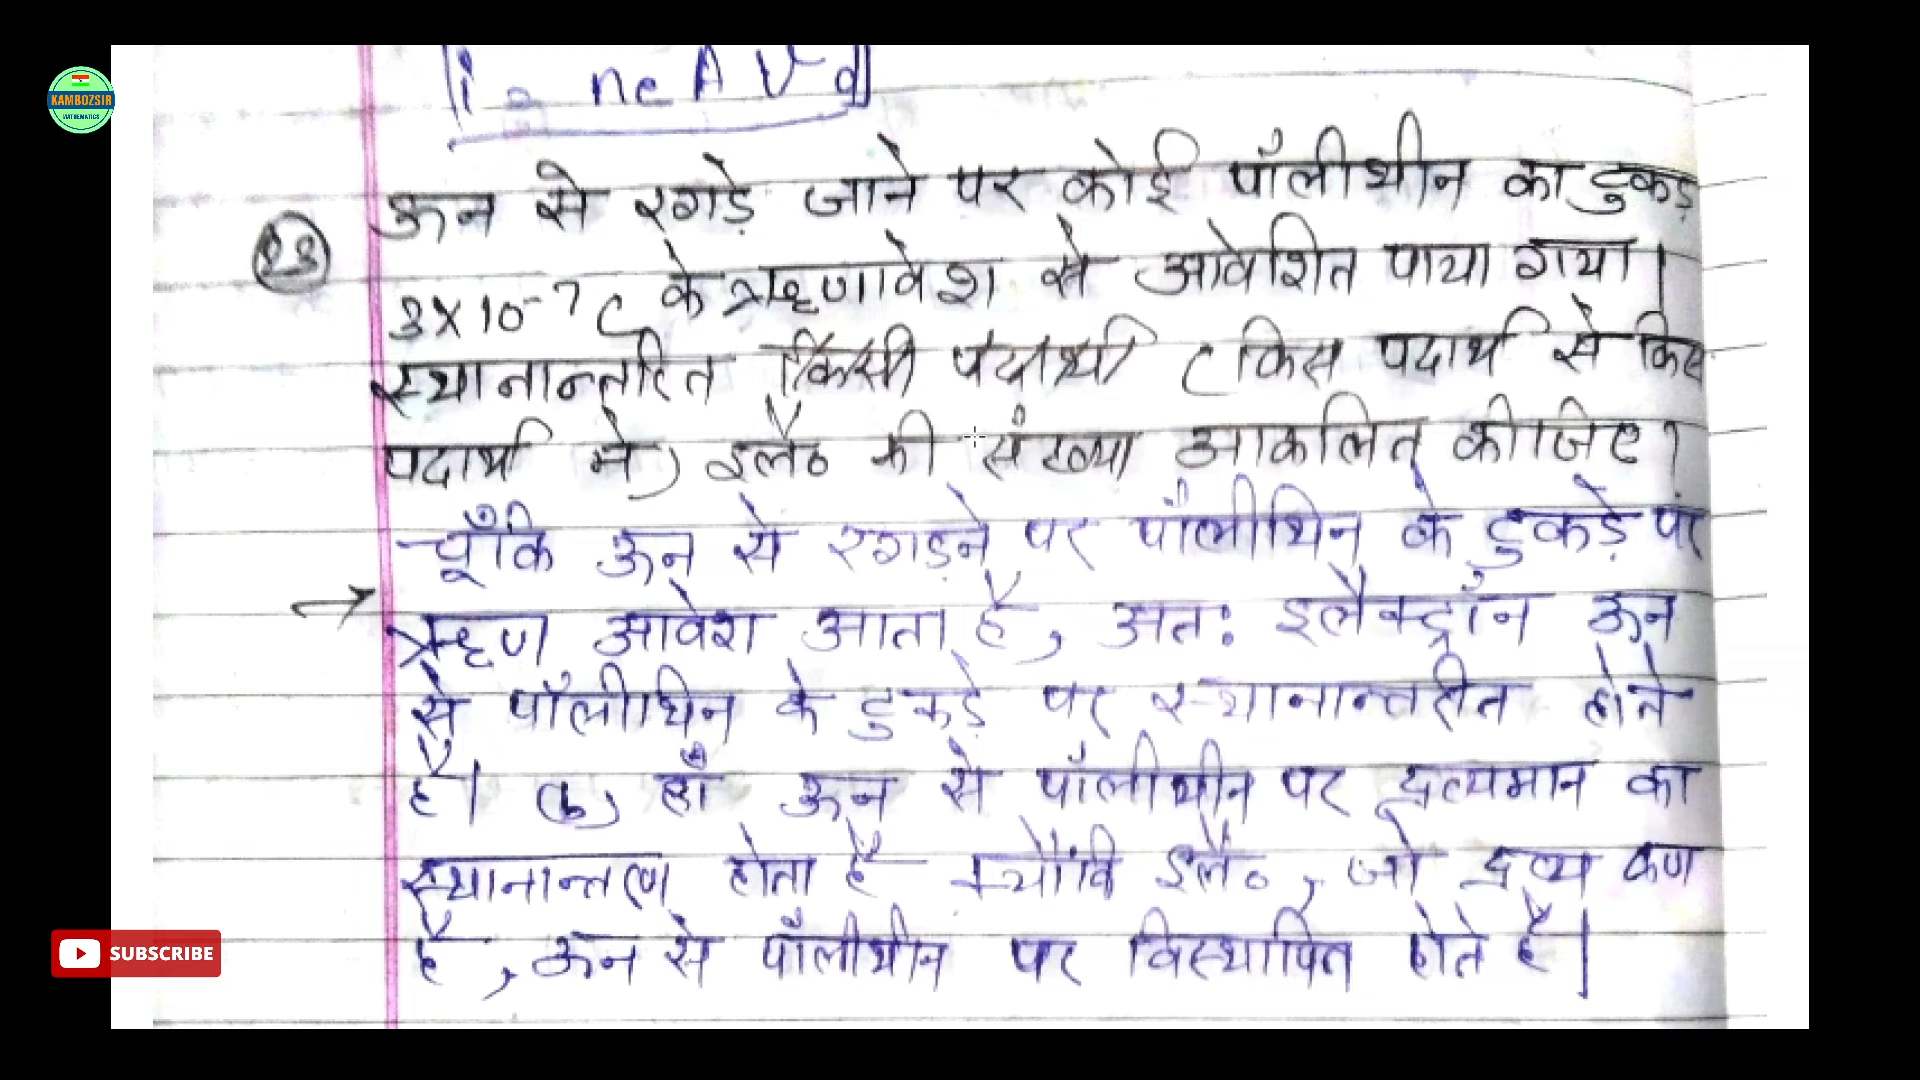 i = neAVd
KAMBOZSIR
MATHEMATICS
ऊन से रगड़े जाने पर कोई पॉलीथीन का टुकड़
23
3×10-7 C के ऋणावेश से आवेशित पाया गया।
स्थानान्तरित (किस पदार्थ से किस
पदार्थ मे) इलै० की संख्या आकलित कीजिए?
चूँकि ऊन से रगड़ने पर पॉलीथिन के टुकड़े पर
→ ऋण आवेश आता है, अतः इलैक्ट्रॉन ऊन
से पॉलीथिन के टुकड़े पर स्थानान्तरीत होते
है। (b) हाँ ऊन से पॉलीथीन पर द्रव्यमान का
स्थानान्तरण होता है क्योंकि इलै०, जो द्रव्य कण
है, ऊन से पॉलीथीन पर विस्थापित होते है।
SUBSCRIBE